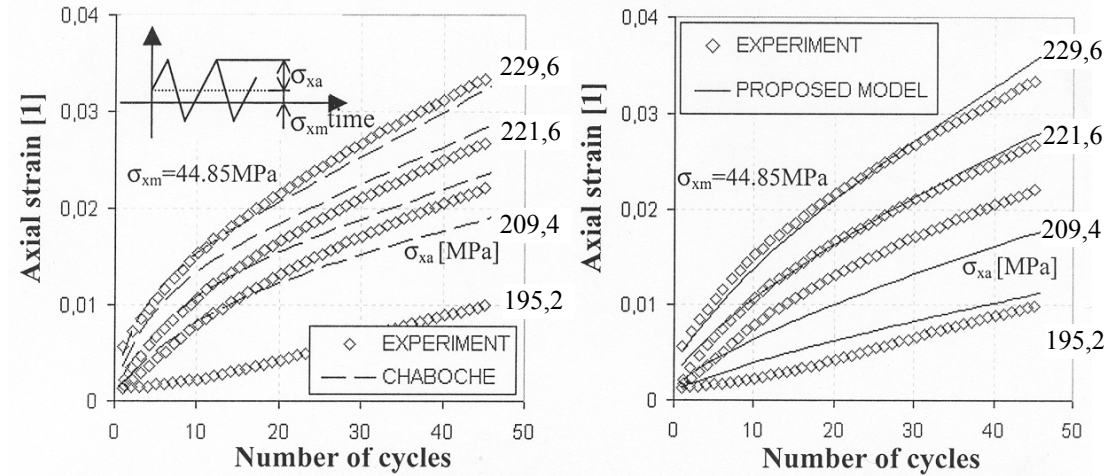 0,04
0,03
0,02
0,01
0
Axial strain [1]
σxa
σxm
time
σxm=44.85MPa
229,6
221,6
209,4
σxa [MPa]
195,2
EXPERIMENT
CHABOCHE
0 10 20 30 40 50
Number of cycles
0,04
0,03
0,02
0,01
0
Axial strain [1]
EXPERIMENT
PROPOSED MODEL
σxm=44.85MPa
229,6
221,6
209,4
σxa [MPa]
195,2
0 10 20 30 40 50
Number of cycles